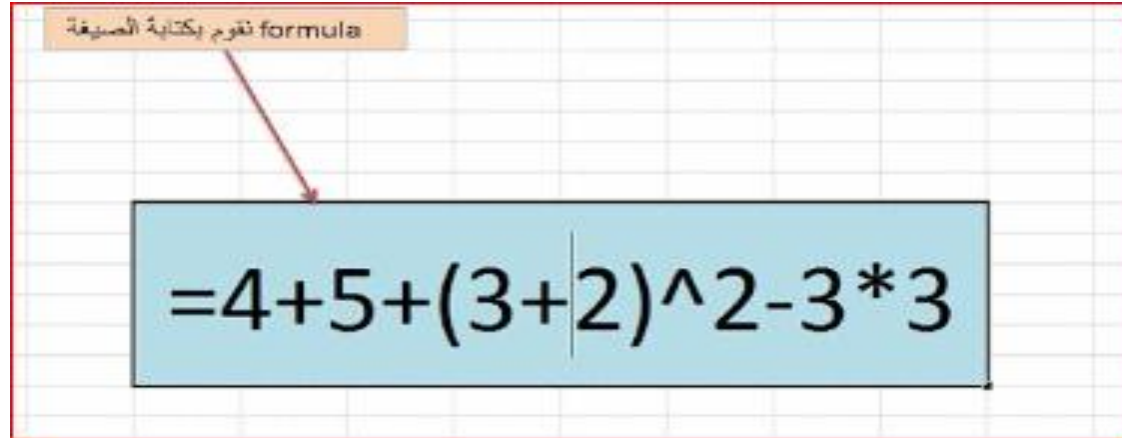 نقوم بكتابة الصيغة formula
=4+5+(3+2)^2-3*3